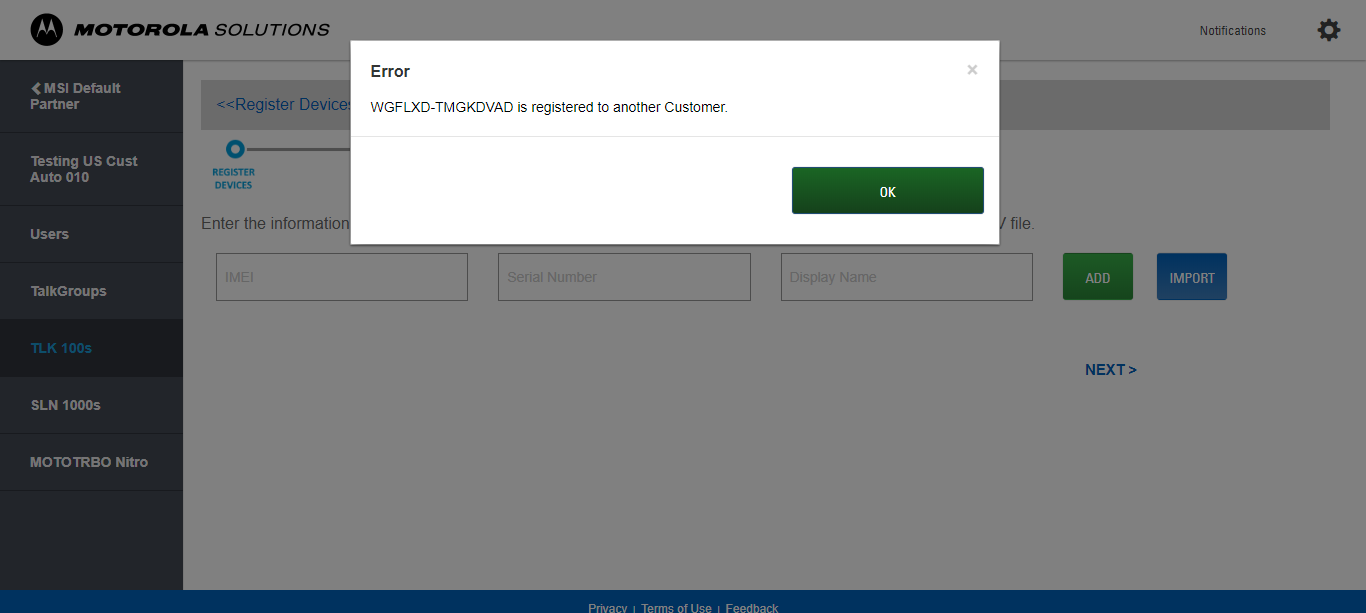 MOTOROLA SOLUTIONS
Notifications
MSI Default
Partner
Testing US Cust
Auto 010
Users
TalkGroups
TLK 100s
SLN 1000s
MOTOTRBO Nitro
<<Register Devices
REGISTER
DEVICES
Enter the information
file.
Error
×
WGFLXD-TMGKDVAD is registered to another Customer.
OK
IMEI
Serial Number
Display Name
ADD
IMPORT
NEXT >
Privacy | Terms of Use | Feedback